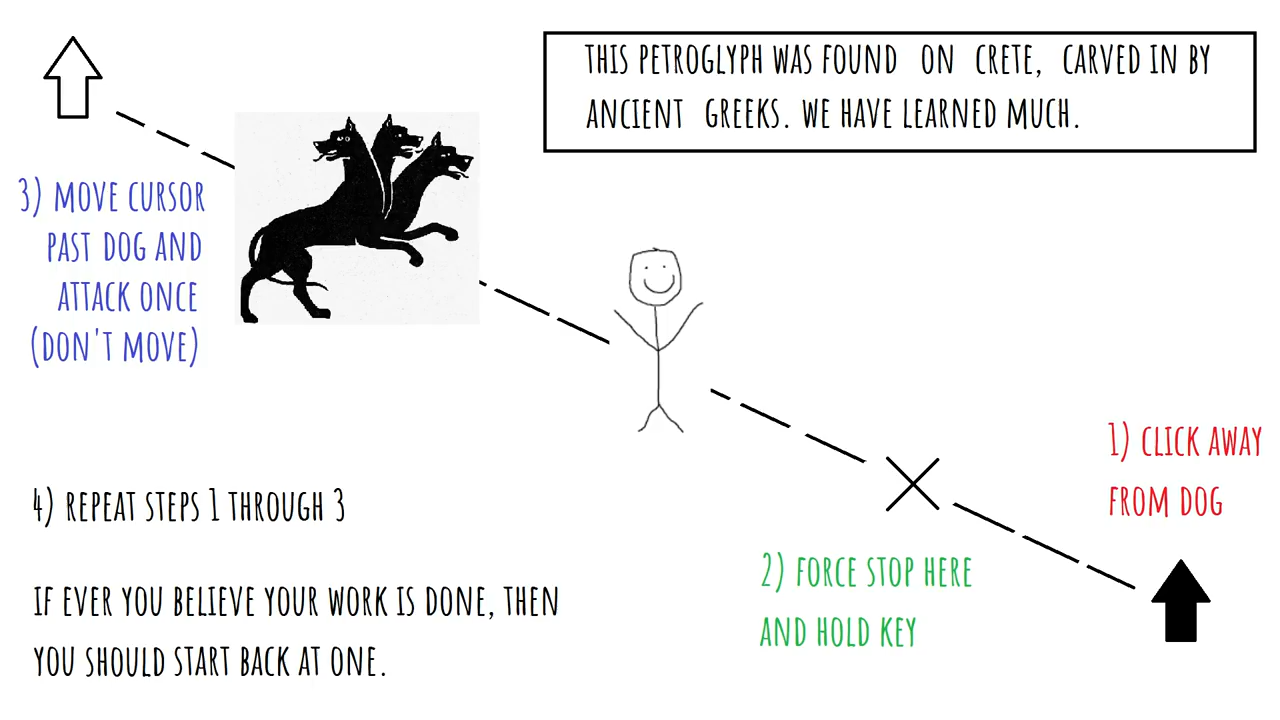 THIS PETROGLYPH WAS FOUND ON CRETE, CARVED IN BY
ANCIENT GREEKS. WE HAVE LEARNED MUCH.
3) MOVE CURSOR
PAST DOG AND
ATTACK ONCE
(DON'T MOVE)
1) CLICK AWAY
FROM DOG
2) FORCE STOP HERE
AND HOLD KEY
4) REPEAT STEPS 1 THROUGH 3
IF EVER YOU BELIEVE YOUR WORK IS DONE, THEN
YOU SHOULD START BACK AT ONE.